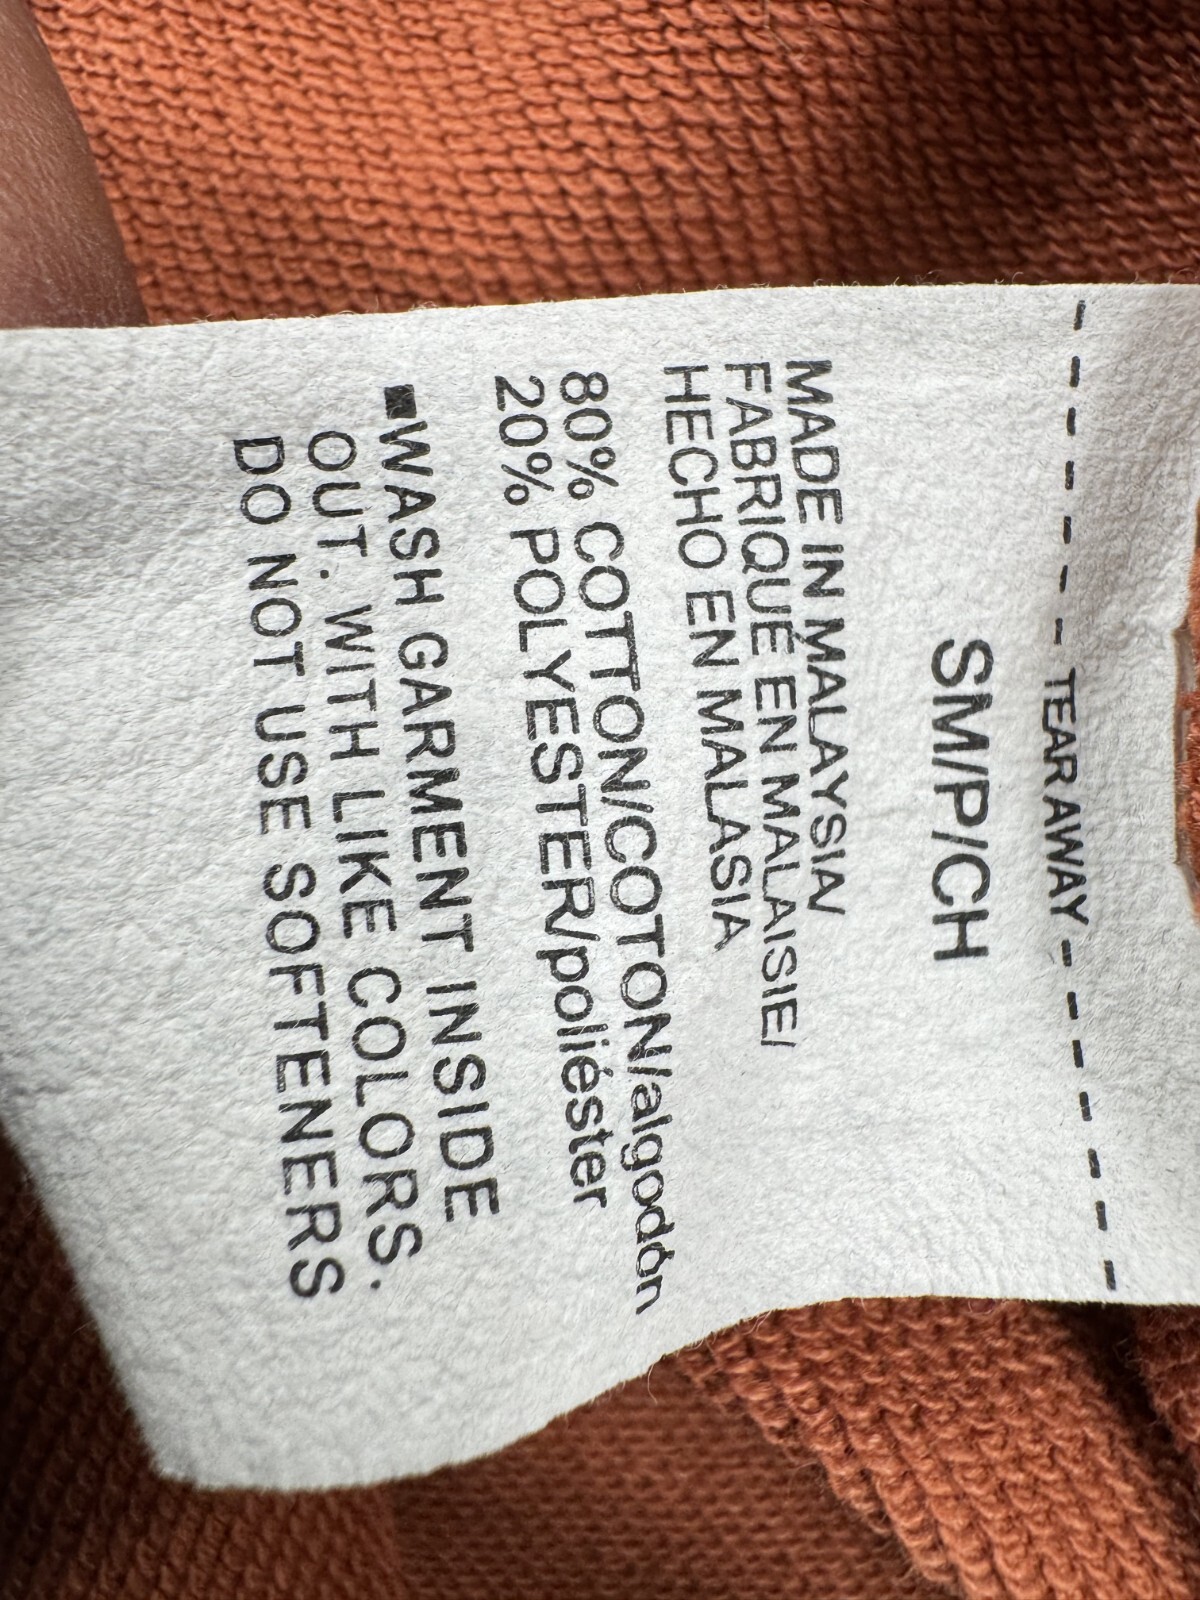 - - - - - - TEAR AWAY - - - - - - -
SM/P/CH
MADE IN MALAYSIA/
FABRIQUÉ EN MALAISIE/
HECHO EN MALASIA
80% COTTON/COTON/algodón
20% POLYESTER/poliéster
■WASH GARMENT INSIDE
OUT. WITH LIKE COLORS.
DO NOT USE SOFTENERS